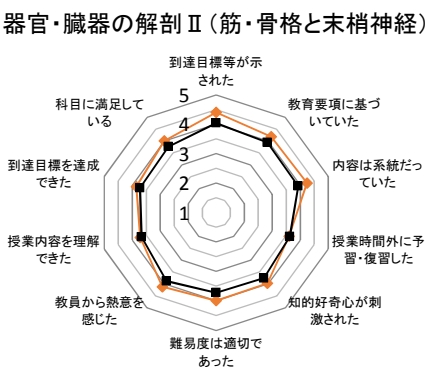 器官・臓器の解剖Ⅱ(筋・骨格と末梢神経)
到達目標等が示
された
教育要項に基づ
いていた
内容は系統だっ
ていた
授業時間外に予
習・復習した
知的好奇心が刺
激された
難易度は適切で
あった
教員から熱意を
感じた
授業内容を理解
できた
到達目標を達成
できた
科目に満足して
いる
5
4
3
2
1